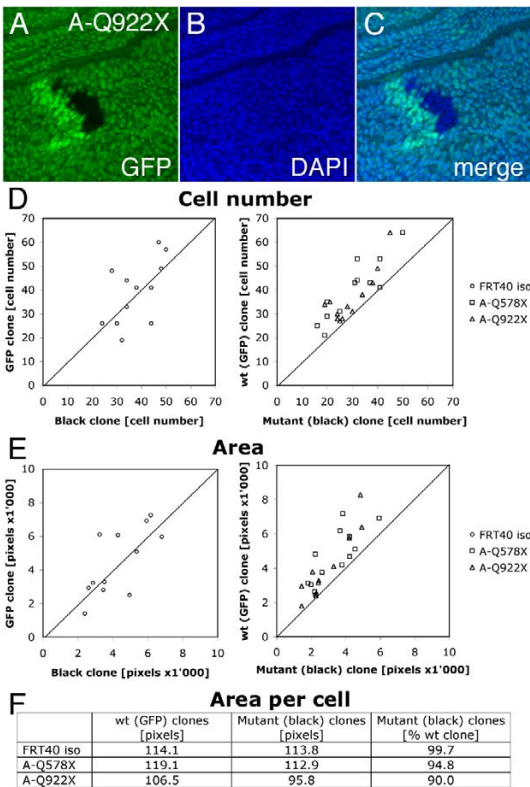 A A-Q922X B C
GFP DAPI merge
D Cell number
70
60
50
40
30
20
10
0
GFP clone [cell number]
0 10 20 30 40 50 60 70
Black clone [cell number]
70
60
50
40
30
20
10
0
wt (GFP) clone [cell number]
0 10 20 30 40 50 60 70
Mutant (black) clone [cell number]
FRT40 iso
A-Q578X
A-Q922X
E Area
10
8
6
4
2
0
GFP clone [pixels x1'000]
0 2 4 6 8 10
Black clone [pixels x1'000]
10
8
6
4
2
0
wt (GFP) clone [pixels x1'000]
0 2 4 6 8 10
Mutant (black) clone [pixels x1'000]
FRT40 iso
A-Q578X
A-Q922X
F Area per cell
wt (GFP) clones [pixels] Mutant (black) clones [pixels] Mutant (black) clones [% wt clone]
FRT40 iso 114.1 113.8 99.7
A-Q578X 119.1 112.9 94.8
A-Q922X 106.5 95.8 90.0